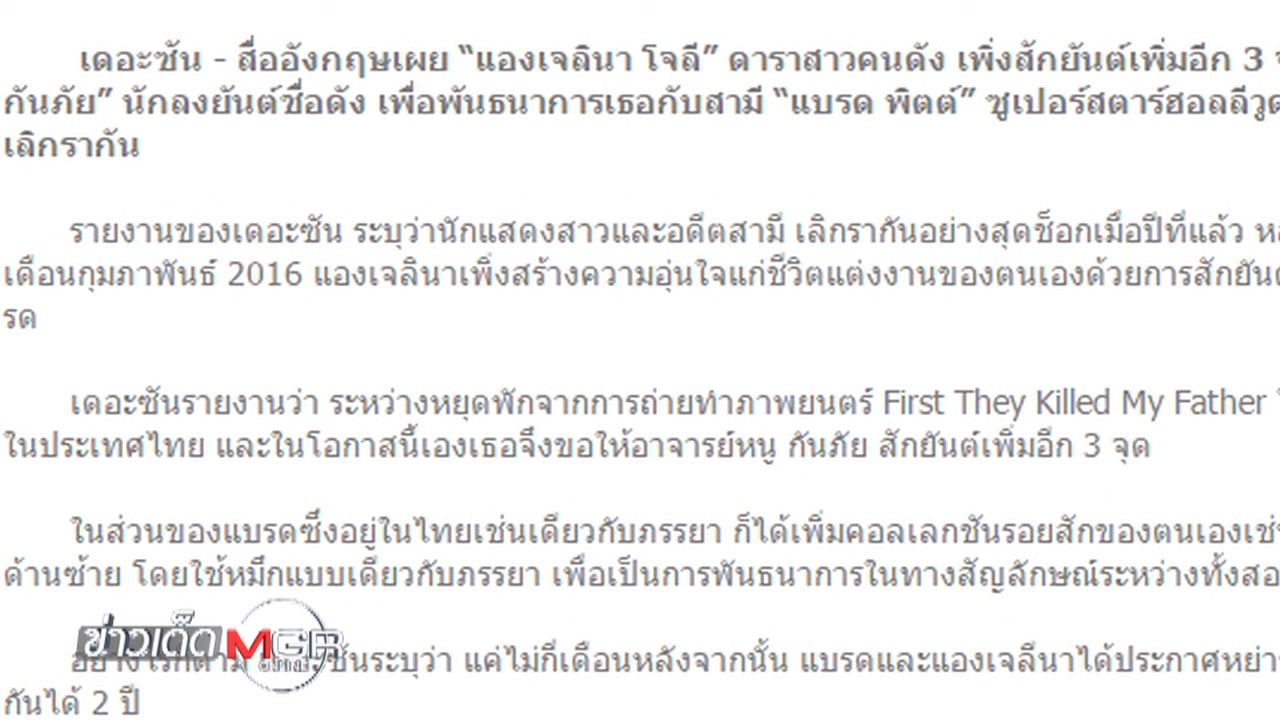 เดอะซัน - สื่ออังกฤษเผย “แองเจลินา โจลี” ดาราสาวคนดัง เพิ่งสักยันต์เพิ่มอีก 3
กันภัย” นักลงยันต์ชื่อดัง เพื่อพันธนาการเธอกับสามี “แบรด พิตต์” ซูเปอร์สตาร์ฮอลลีวูด
เลิกรากัน
รายงานของเดอะซัน ระบุว่านักแสดงสาวและอดีตสามี เลิกรากันอย่างสุดช็อกเมื่อปีที่แล้ว
เดือนกุมภาพันธ์ 2016 แองเจลินาเพิ่งสร้างความอุ่นใจแก่ชีวิตแต่งงานของตนเองด้วยการสักยันต์
รด
เดอะซันรายงานว่า ระหว่างหยุดพักจากการถ่ายทำภาพยนตร์ First They Killed My Father
ในประเทศไทย และในโอกาสนี้เองเธอจึงขอให้อาจารย์หนู กันภัย สักยันต์เพิ่มอีก 3 จุด
ในส่วนของแบรดซึ่งอยู่ในไทยเช่นเดียวกับภรรยา ก็ได้เพิ่มคอลเลกชันรอยสักของตนเองเช่น
ด้านซ้าย โดยใช้หมึกแบบเดียวกับภรรยา เพื่อเป็นการพันธนาการในทางสัญลักษณ์ระหว่างทั้งสอ
ข่าวเด็ด MGR ONLINE
ซันระบุว่า แค่ไม่กี่เดือนหลังจากนั้น แบรดและแองเจลีนาได้ประกาศหย่า
กันได้ 2 ปี